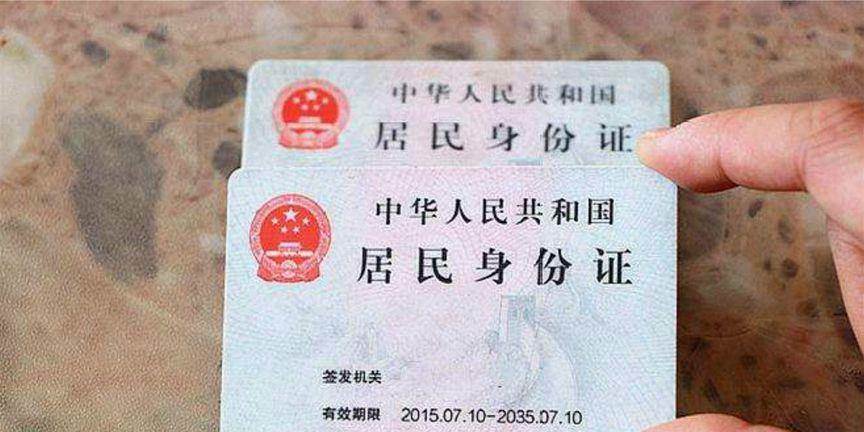 中华人民共和国
居民身份证
中华人民共和国
居民身份证
签发机关
有效期限 2015.07.10-2035.07.10